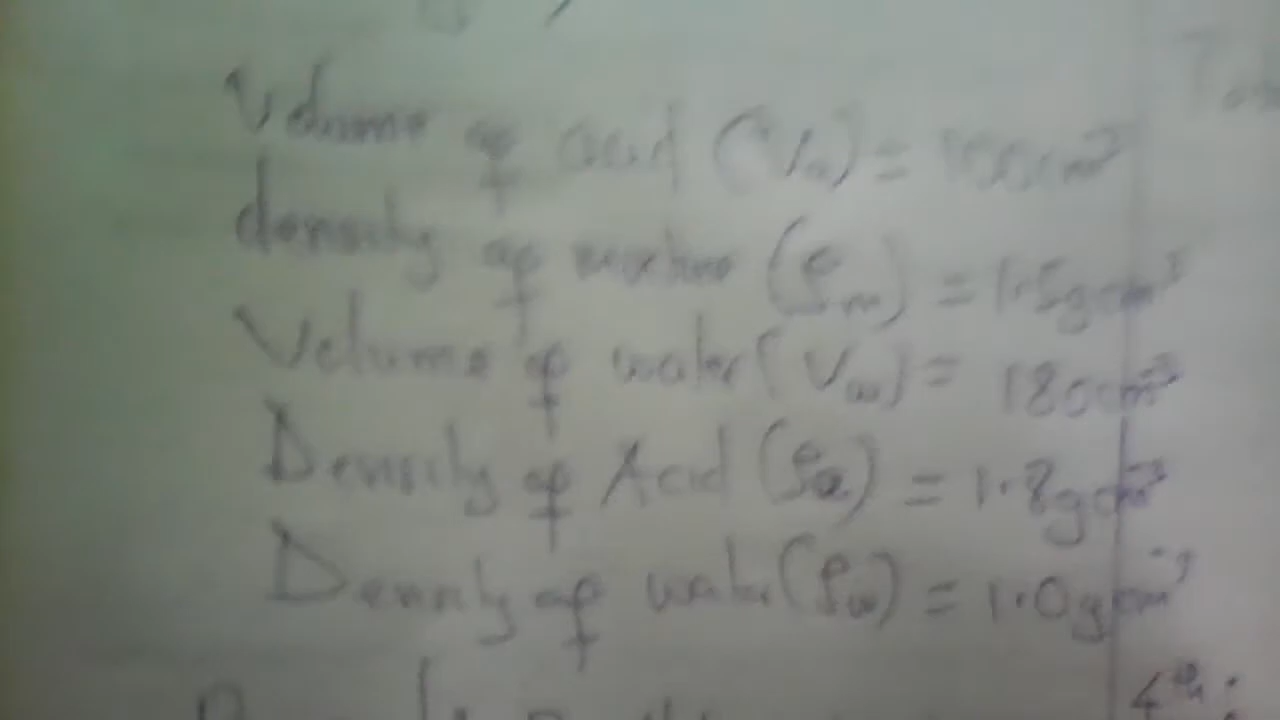 Volume of acid (Va) = 100cm³
density of mixture (ρm) = 1.5gcm⁻³
Volume of water (Vw) = 180cm³
Density of Acid (ρa) = 1.8gcm⁻³
Density of water (ρw) = 1.0gcm⁻³
4th